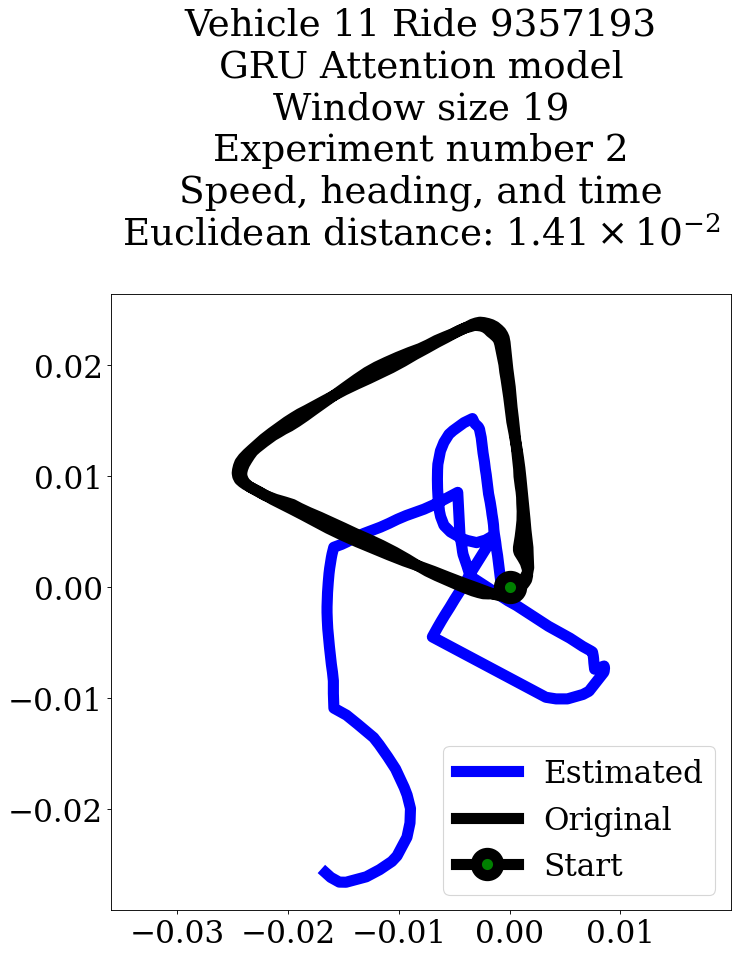 Vehicle 11 Ride 9357193
GRU Attention model
Window size 19
Experiment number 2
Speed, heading, and time
Euclidean distance: 1.41 × 10⁻²
0.02
0.01
0.00
−0.01
−0.02
Estimated
Original
Start
−0.03 −0.02 −0.01 0.00 0.01